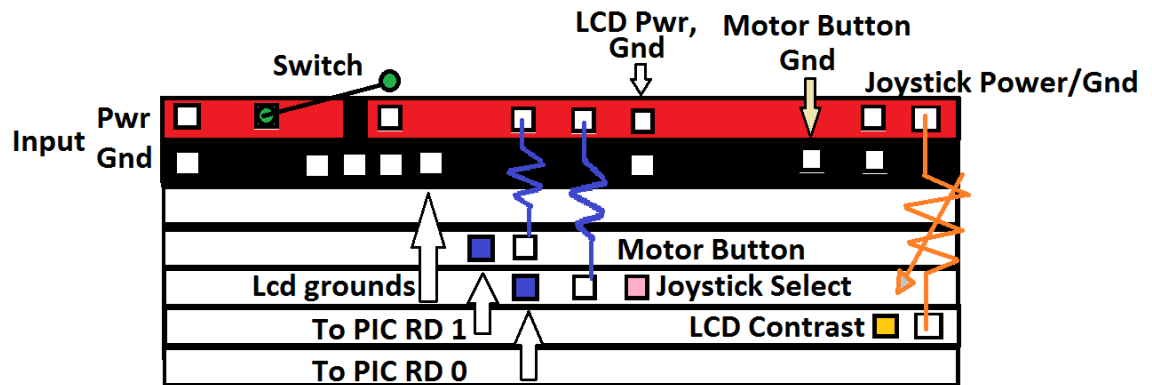 LCD Pwr,
Gnd
Motor Button
Gnd
Switch
Joystick Power/Gnd
Input
Pwr
Gnd
Motor Button
Lcd grounds
Joystick Select
To PIC RD 1
LCD Contrast
To PIC RD 0